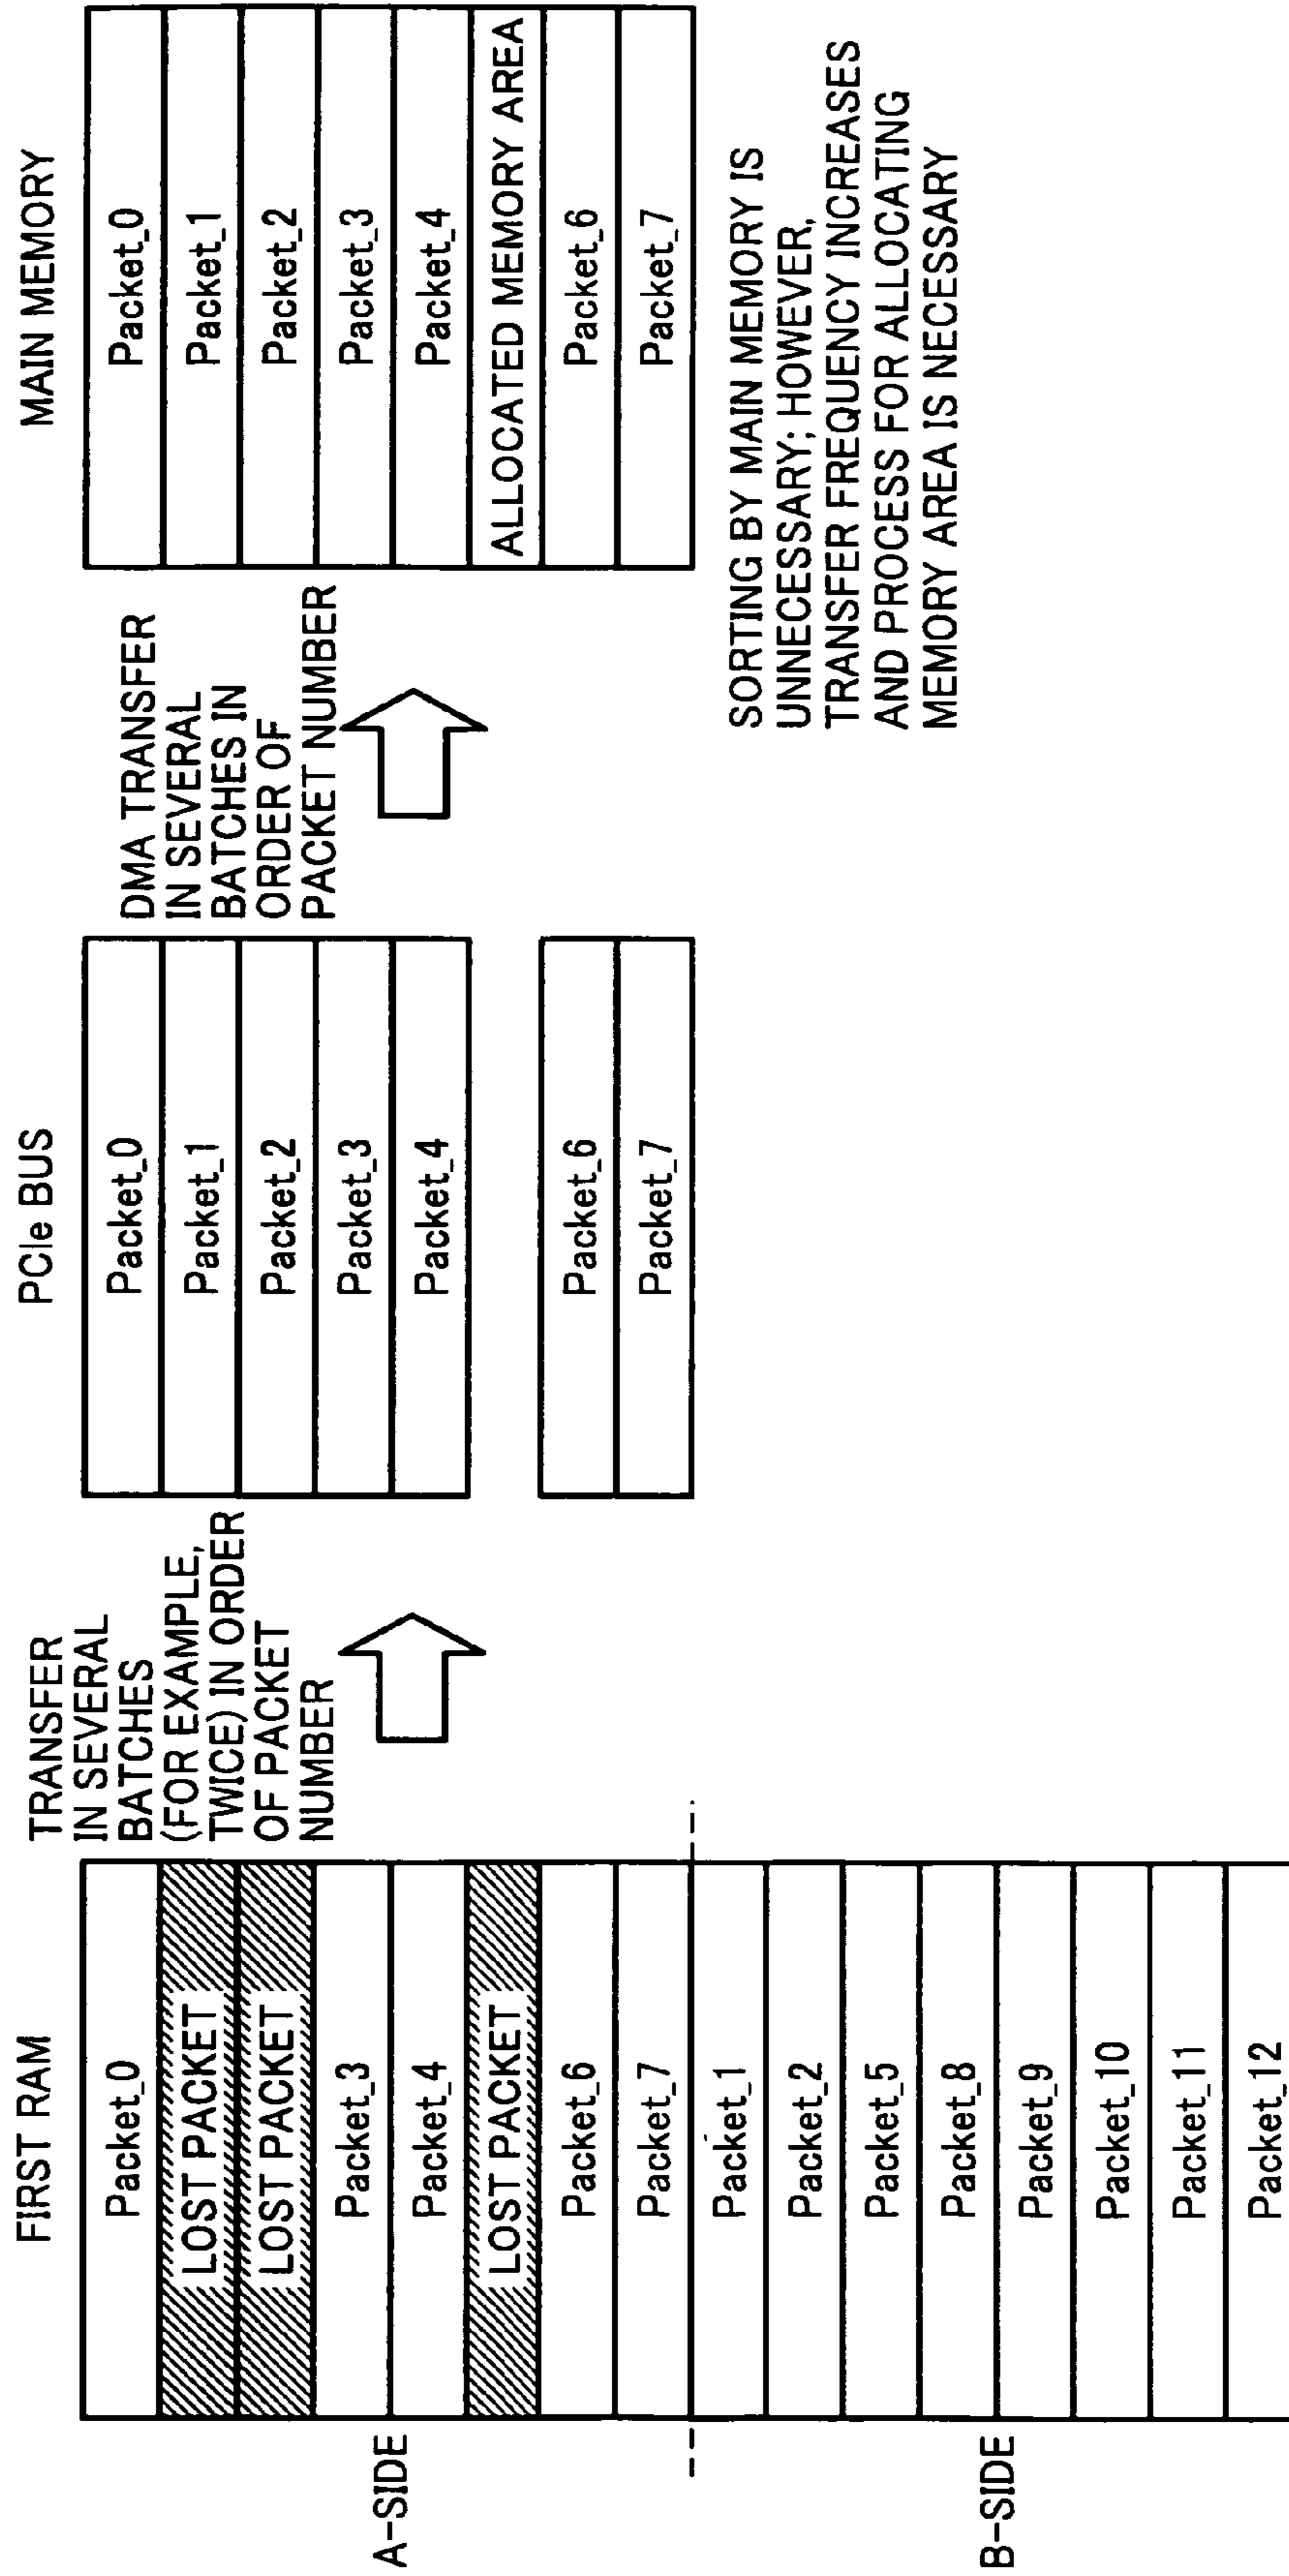 FIRST RAM
A-SIDE
Packet_0
LOST PACKET
LOST PACKET
Packet_3
Packet_4
LOST PACKET
Packet_6
Packet_7
B-SIDE
Packet_1
Packet_2
Packet_5
Packet_8
Packet_9
Packet_10
Packet_11
Packet_12
TRANSFER
IN SEVERAL
BATCHES
(FOR EXAMPLE,
TWICE) IN ORDER
OF PACKET
NUMBER
PCIe BUS
Packet_0
Packet_1
Packet_2
Packet_3
Packet_4
Packet_6
Packet_7
DMA TRANSFER
IN SEVERAL
BATCHES IN
ORDER OF
PACKET NUMBER
MAIN MEMORY
Packet_0
Packet_1
Packet_2
Packet_3
Packet_4
ALLOCATED MEMORY AREA
Packet_6
Packet_7
SORTING BY MAIN MEMORY IS
UNNECESSARY; HOWEVER,
TRANSFER FREQUENCY INCREASES
AND PROCESS FOR ALLOCATING
MEMORY AREA IS NECESSARY